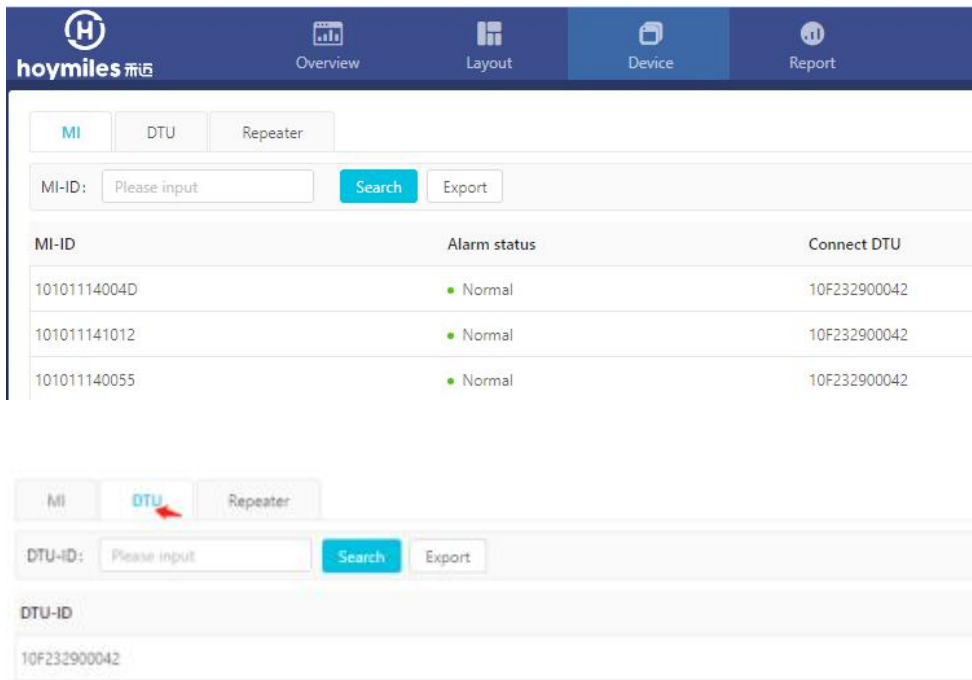 H
hoymiles 禾迈
Overview Layout Device Report
MI DTU Repeater
MI-ID: Please input Search Export
MI-ID Alarm status Connect DTU
10101114004D Normal 10F232900042
101011141012 Normal 10F232900042
101011140055 Normal 10F232900042
MI DTU Repeater
DTU-ID: Please input Search Export
DTU-ID
10F232900042